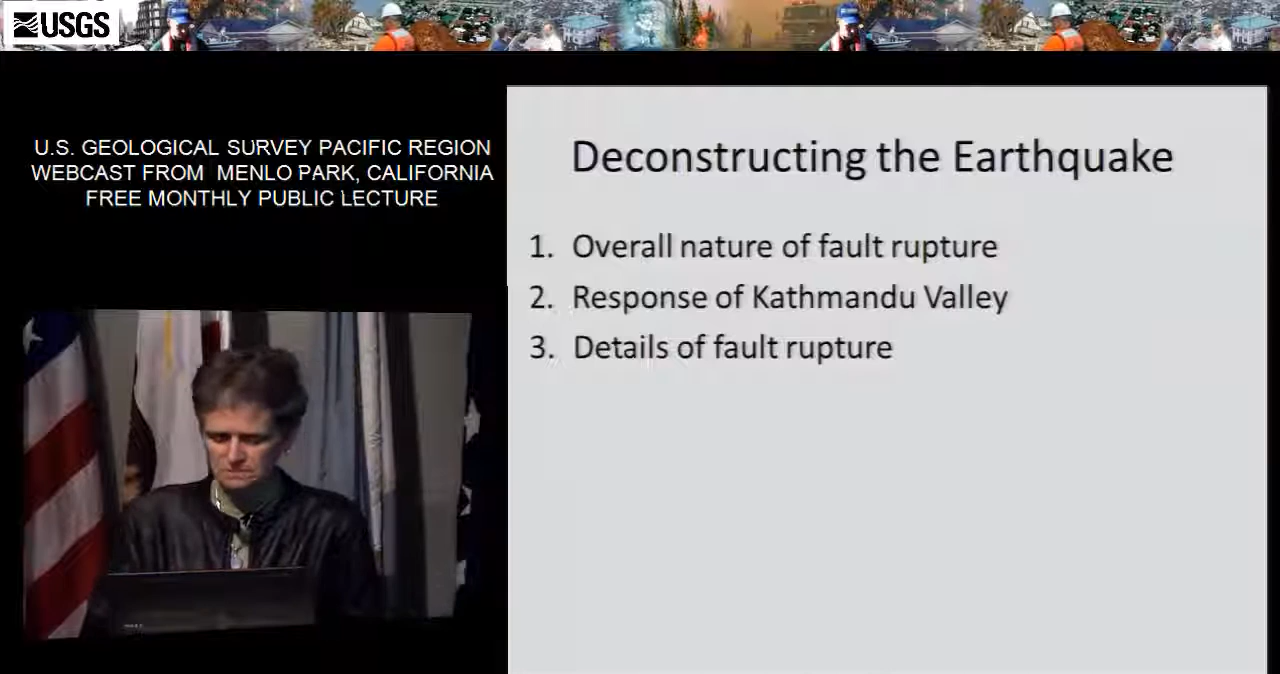 USGS
U.S. GEOLOGICAL SURVEY PACIFIC REGION
WEBCAST FROM MENLO PARK, CALIFORNIA
FREE MONTHLY PUBLIC LECTURE
Deconstructing the Earthquake
1. Overall nature of fault rupture
2. Response of Kathmandu Valley
3. Details of fault rupture